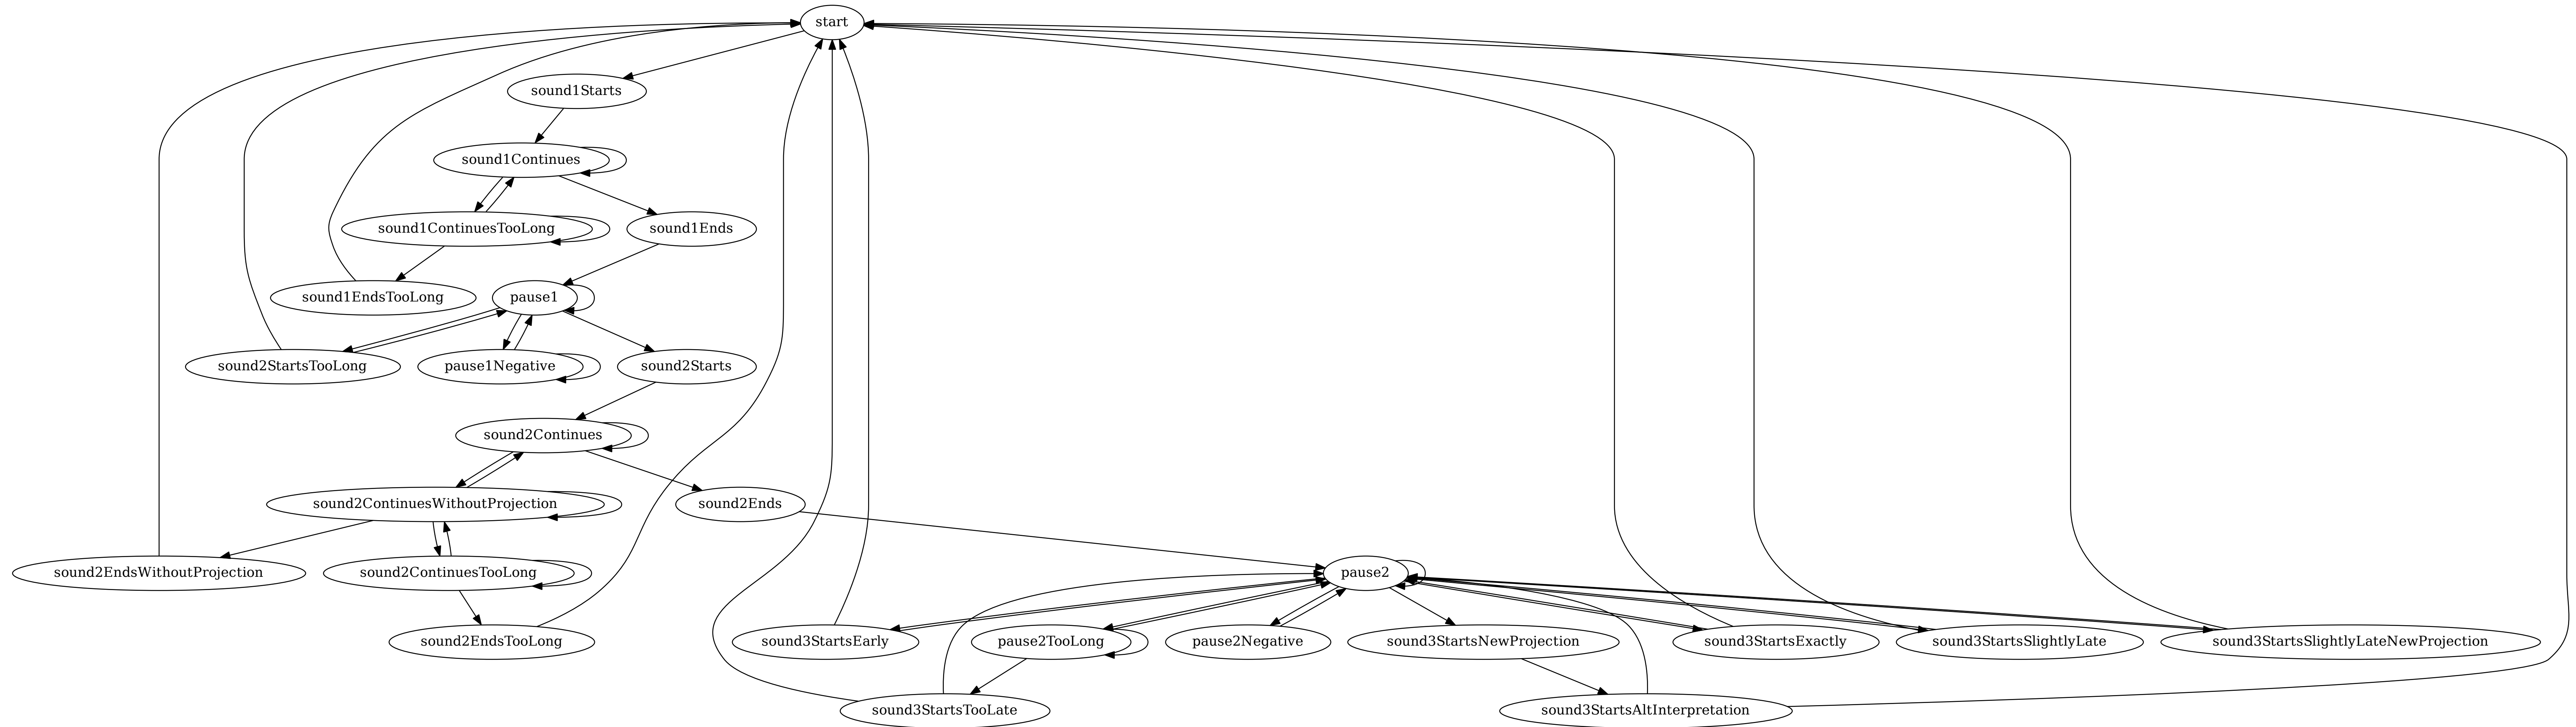 start
sound1Starts
sound1Continues
sound1ContinuesTooLong
sound1Ends
sound1EndsTooLong
pause1
sound2StartsTooLong
pause1Negative
sound2Starts
sound2Continues
sound2ContinuesWithoutProjection
sound2Ends
sound2EndsWithoutProjection
sound2ContinuesTooLong
pause2
sound2EndsTooLong
sound3StartsEarly
pause2TooLong
pause2Negative
sound3StartsNewProjection
sound3StartsExactly
sound3StartsSlightlyLate
sound3StartsSlightlyLateNewProjection
sound3StartsTooLate
sound3StartsAltInterpretation